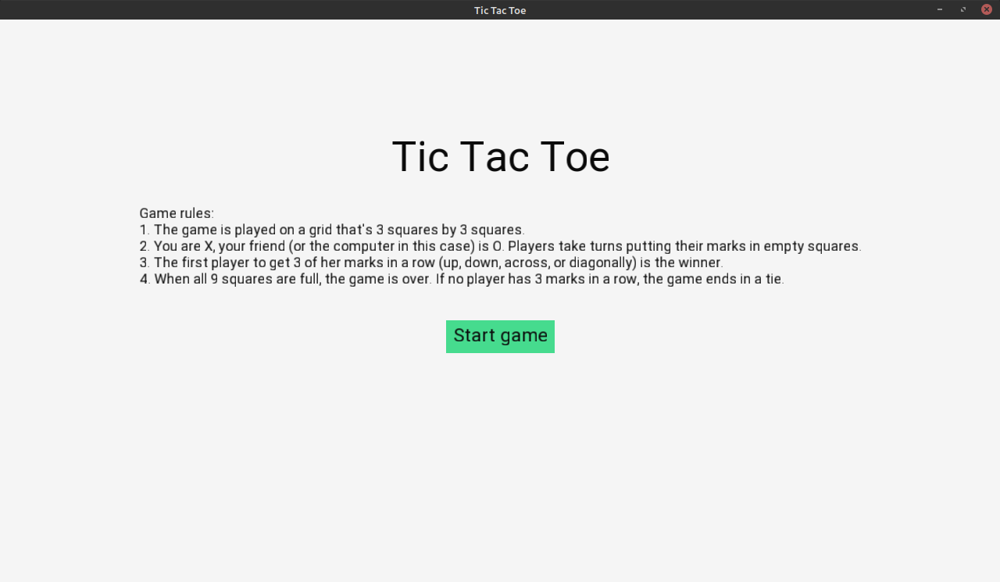 Tic Tac Toe
Tic Tac Toe
Game rules:
1. The game is played on a grid that's 3 squares by 3 squares.
2. You are X, your friend (or the computer in this case) is O. Players take turns putting their marks in empty squares.
3. The first player to get 3 of her marks in a row (up, down, across, or diagonally) is the winner.
4. When all 9 squares are full, the game is over. If no player has 3 marks in a row, the game ends in a tie.
Start game